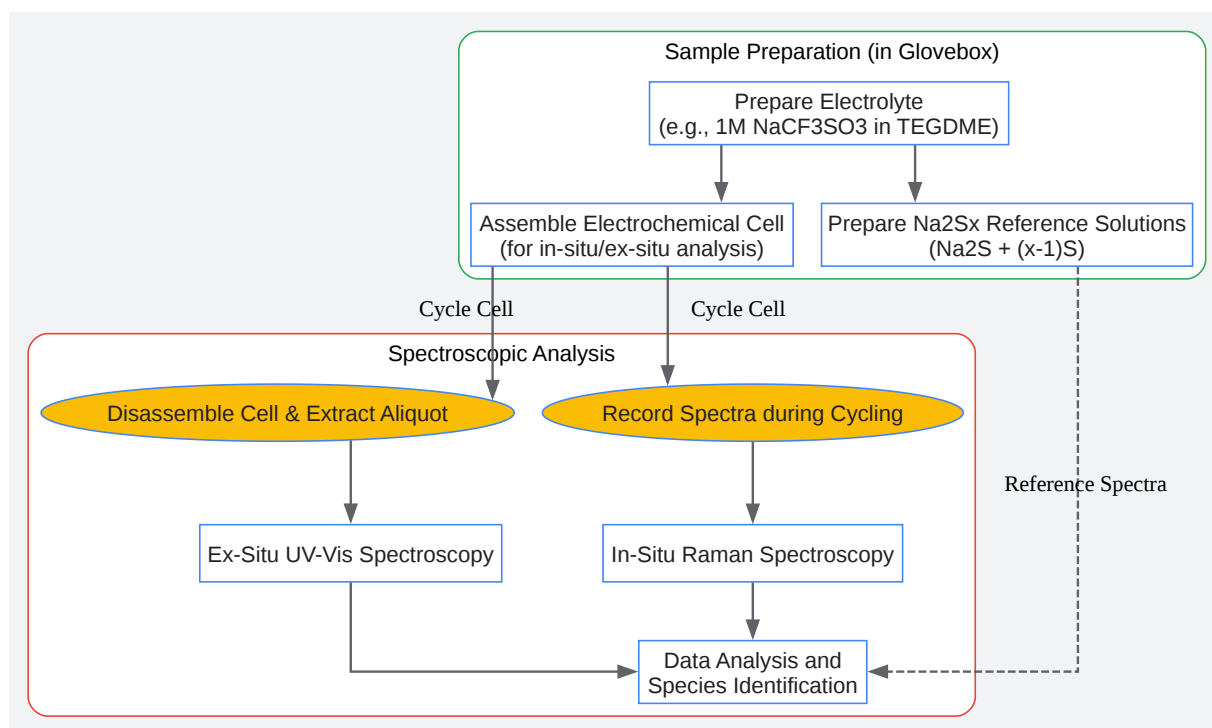 Sample Preparation (in Glovebox)
Prepare Electrolyte
(e.g., 1M NaCF3SO3 in TEGDME)
Assemble Electrochemical Cell
(for in-situ/ex-situ analysis)
Prepare Na2Sx Reference Solutions
(Na2S + (x-1)S)
Cycle Cell
Cycle Cell
Spectroscopic Analysis
Disassemble Cell & Extract Aliquot
Record Spectra during Cycling
Reference Spectra
Ex-Situ UV-Vis Spectroscopy
In-Situ Raman Spectroscopy
Data Analysis and
Species Identification